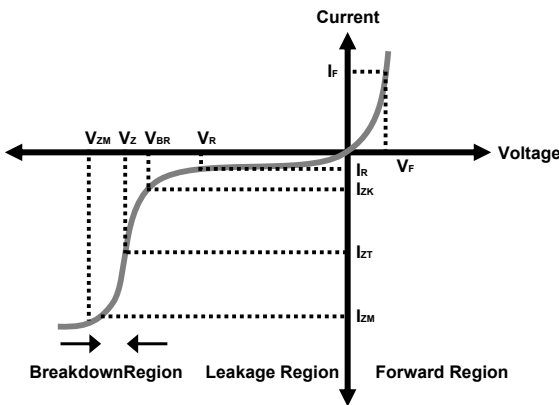 Current
IF
VZM VZ VBR VR
Voltage
VF
IR
IZK
IZT
IZM
BreakdownRegion Leakage Region Forward Region